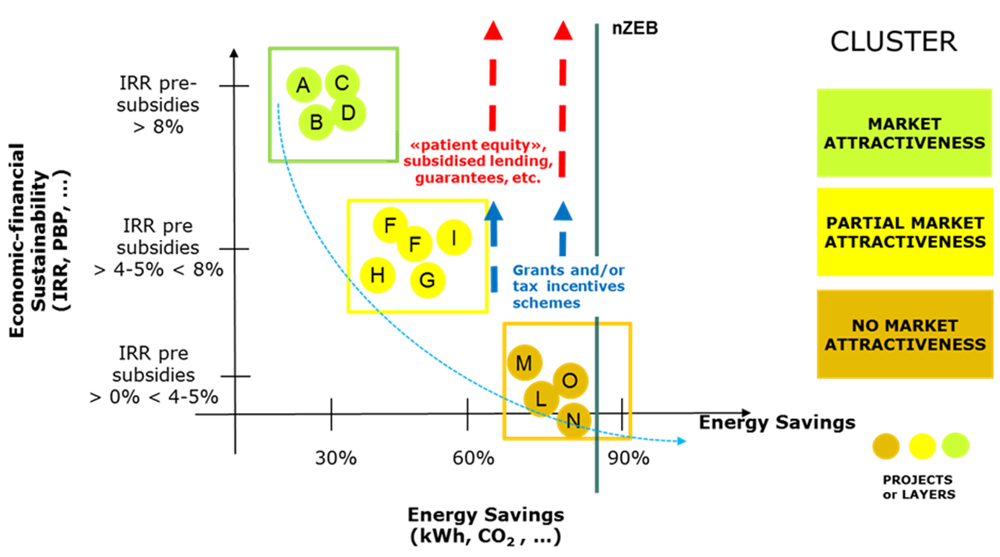 nZEB
CLUSTER
IRR pre-
subsidies
> 8%
A
C
B
D
MARKET
ATTRACTIVENESS
«patient equity»,
subsidised lending,
guarantees, etc.
Economic-financial
Sustainability
(IRR, PBP, ...)
IRR pre
subsidies
> 4-5% < 8%
F
F
I
H
G
PARTIAL MARKET
ATTRACTIVENESS
Grants and/or
tax incentives
schemes
NO MARKET
ATTRACTIVENESS
IRR pre
subsidies
> 0% < 4-5%
M
O
L
N
Energy Savings
30%
60%
90%
PROJECTS
or LAYERS
Energy Savings
(kWh, CO₂ , ...)